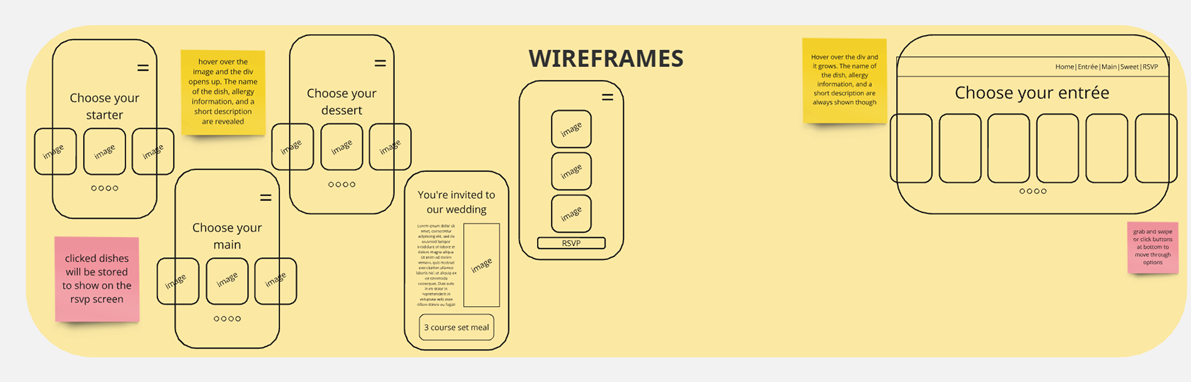 WIREFRAMES
Choose your
starter
image
image
image
hover over the
image and the div
opens up. The name
of the dish, allergy
information, and a
short description
are revealed
Choose your
dessert
image
image
image
clicked dishes
will be stored
to show on the
rsvp screen
Choose your
main
image
image
image
You're invited to
our wedding
image
3 course set meal
image
image
image
RSVP
Hover over the div and
it grows. The name of
the dish, allergy
information, and a
short description are
always shown though
Home|Entrée|Main|Sweet|RSVP
Choose your entrée
grab and swipe
or click buttons
at bottom to
move through
options